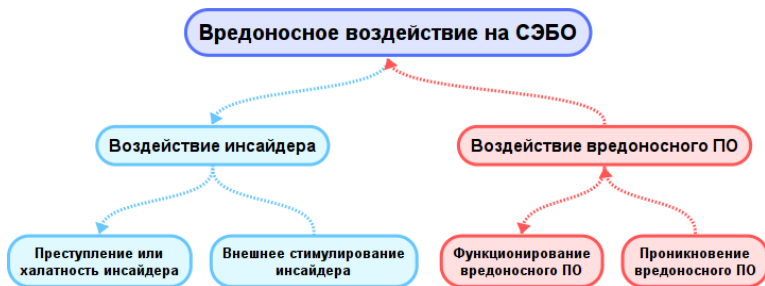 Вредоносное воздействие на СЭБО
Воздействие инсайдера
Воздействие вредоносного ПО
Преступление или
халатность инсайдера
Внешнее стимулирование
инсайдера
Функционирование
вредоносного ПО
Проникновение
вредоносного ПО